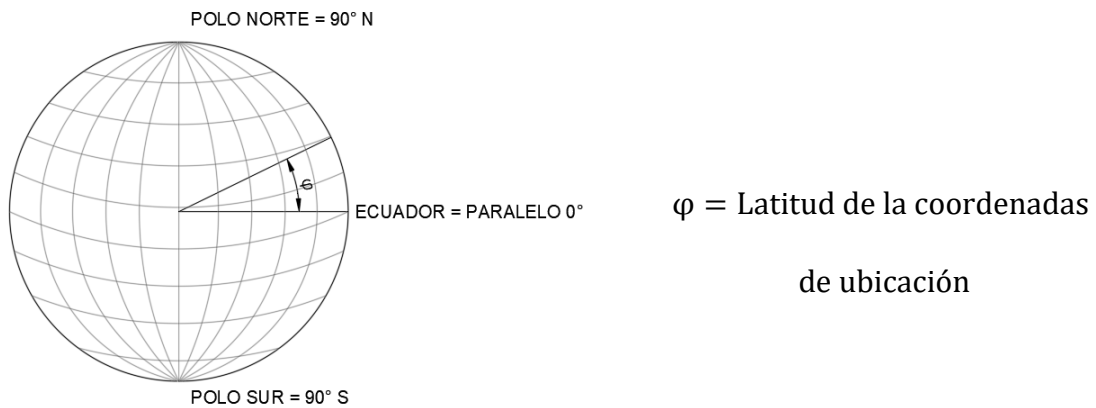 POLO NORTE = 90° N
φ
ECUADOR = PARALELO 0°
φ = Latitud de la coordenadas
de ubicación
POLO SUR = 90° S